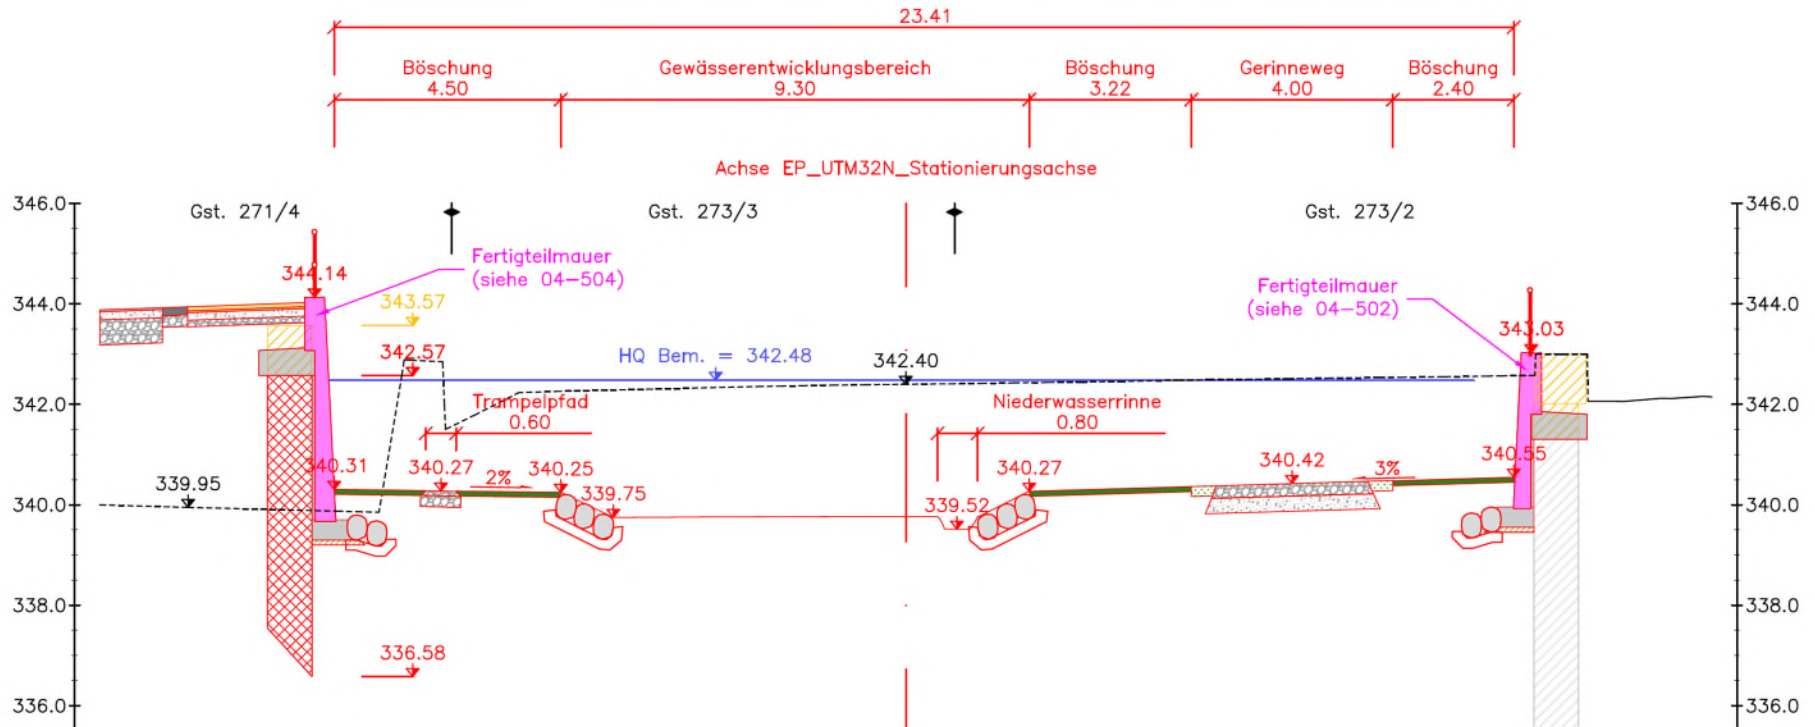 23.41
Böschung
4.50
Gewässerentwicklungsbereich
9.30
Böschung
3.22
Gerinneweg
4.00
Böschung
2.40
Achse EP_UTM32N_Stationierungsachse
346.0
Gst. 271/4
Gst. 273/3
Gst. 273/2
346.0
Fertigteilmauer
(siehe 04-504)
344.14
Fertigteilmauer
(siehe 04-502)
344.0
343.57
344.0
343.03
342.57
HQ Bem. = 342.48
342.40
342.0
Trampelpfad
0.60
Niederwasserrinne
0.80
342.0
340.31
340.27
2%
340.25
340.27
340.42
3%
340.55
339.95
339.75
339.52
340.0
340.0
338.0
338.0
336.58
336.0
336.0